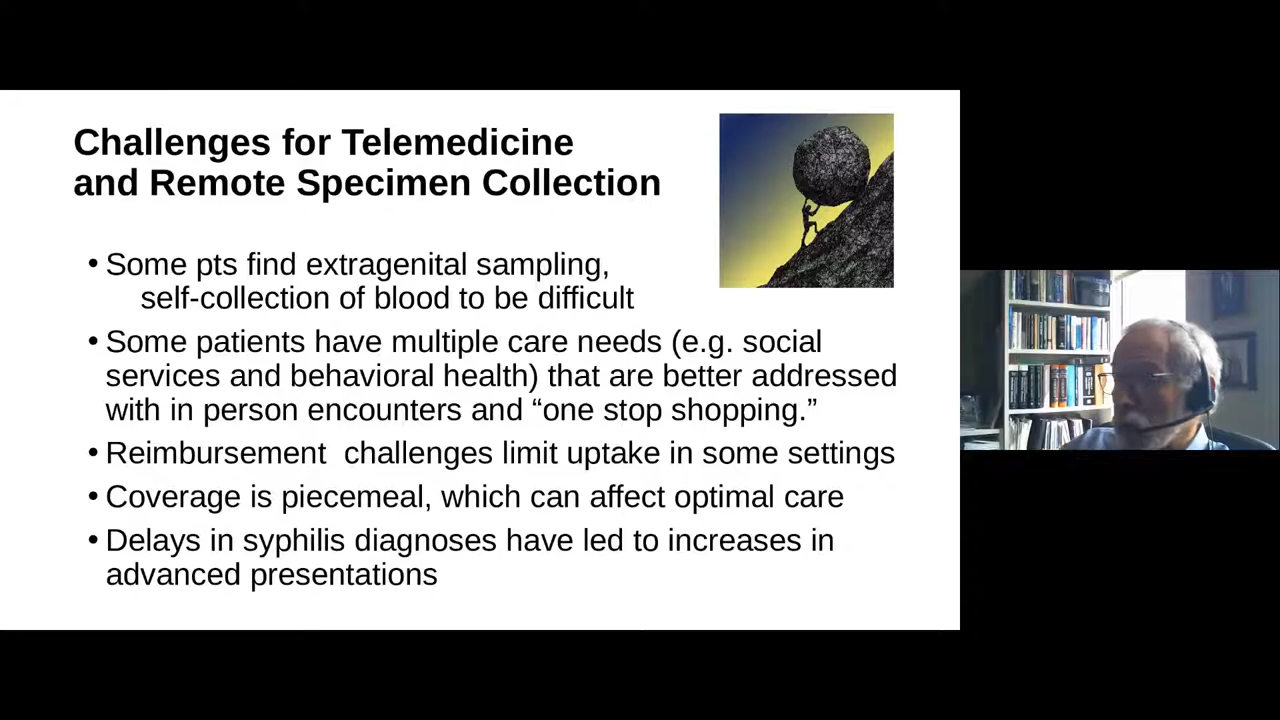 Challenges for Telemedicine
and Remote Specimen Collection
• Some pts find extragenital sampling,
self-collection of blood to be difficult
• Some patients have multiple care needs (e.g. social
services and behavioral health) that are better addressed
with in person encounters and “one stop shopping.”
• Reimbursement  challenges limit uptake in some settings
• Coverage is piecemeal, which can affect optimal care
• Delays in syphilis diagnoses have led to increases in
advanced presentations